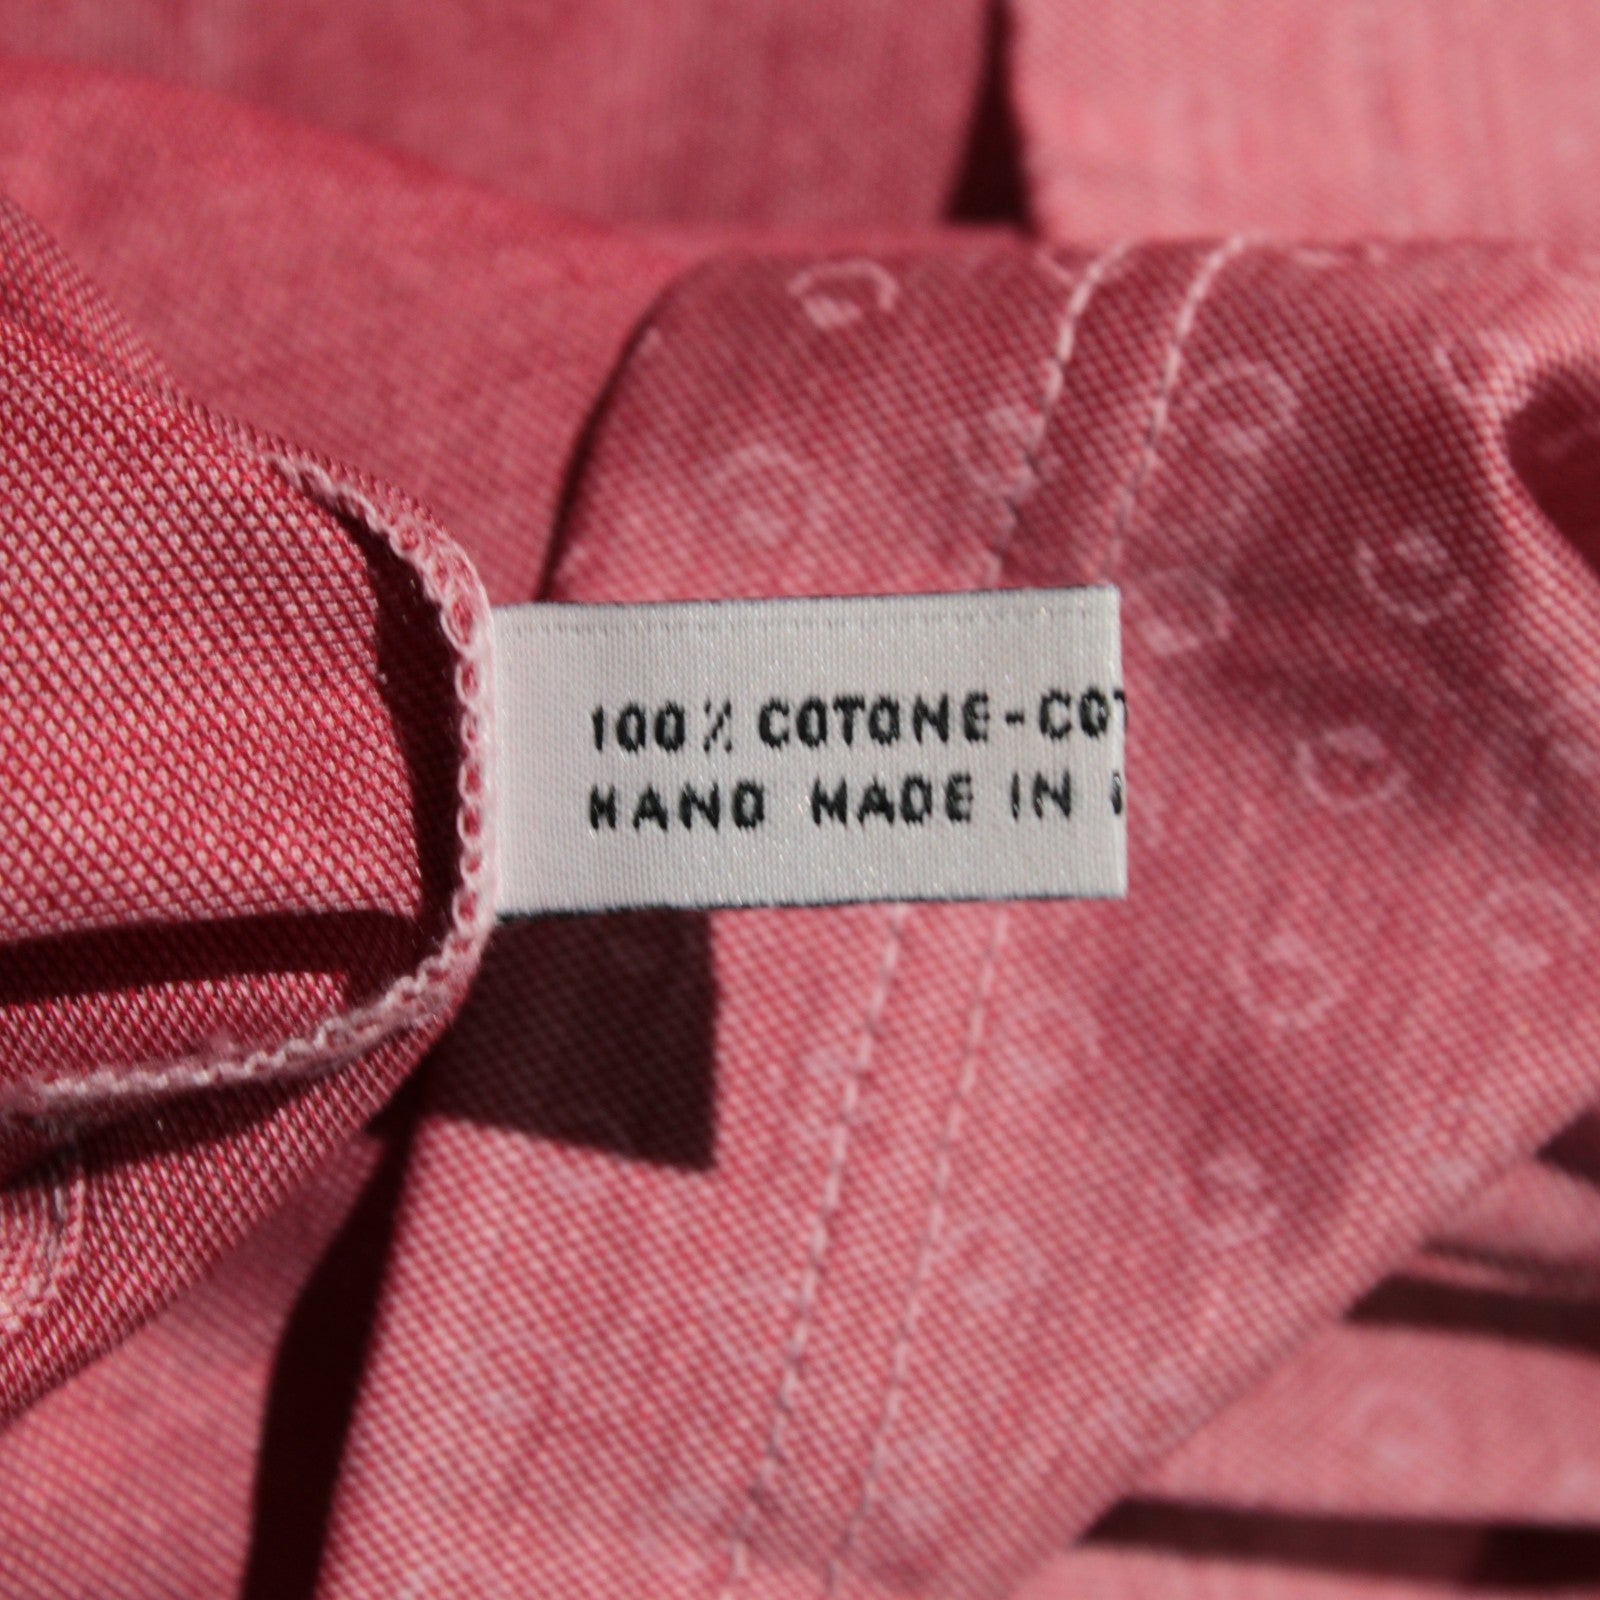 100% COTONE-COT
HAND MADE IN